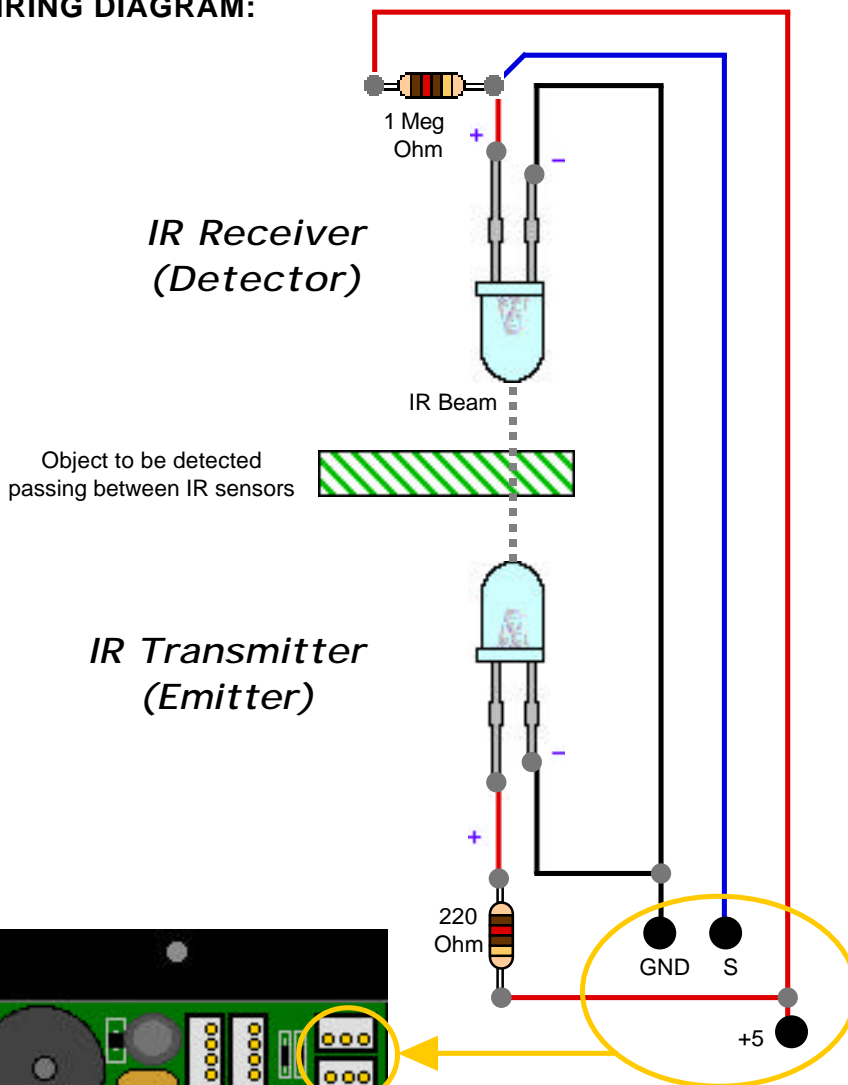 IRING DIAGRAM:
1 Meg
Ohm
+
−
IR Receiver
(Detector)
IR Beam
Object to be detected
passing between IR sensors
IR Transmitter
(Emitter)
−
+
220
Ohm
GND S
+5